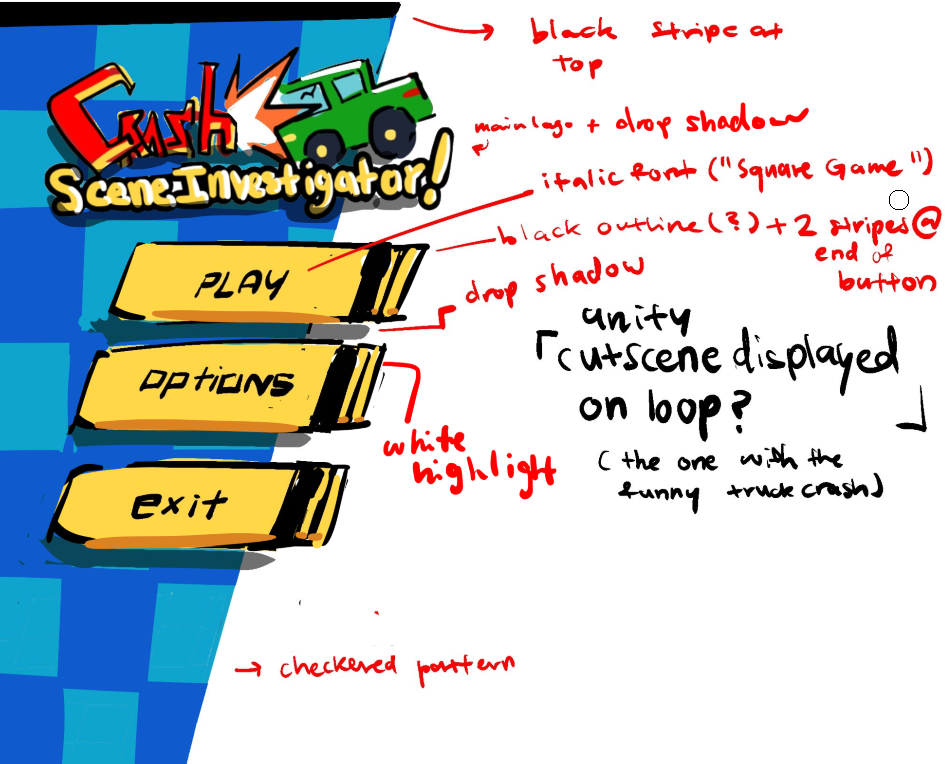 black stripe at
top
Crash
Scene Investigator!
main logo + drop shadow
italic font ("Square Game")
black outline (?) + 2 stripes @
end of
button
PLAY
drop shadow
unity
「cutscene displayed
on loop? 」
(the one with the
funny truck crash)
OPTIONS
white
highlight
exit
→ checkered pattern